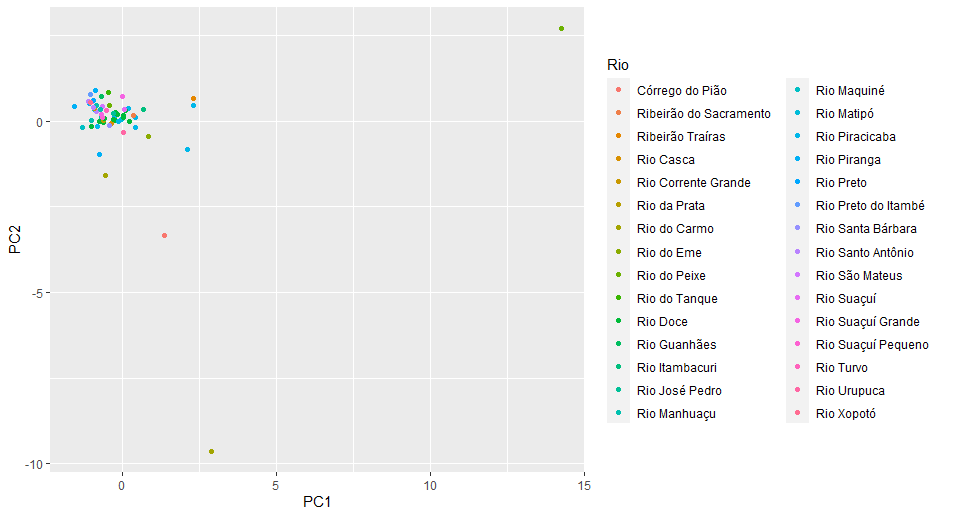 0
-5
-10
0
5
10
15
PC1
PC2
Rio
Córrego do Pião
Ribeirão do Sacramento
Ribeirão Traíras
Rio Casca
Rio Corrente Grande
Rio da Prata
Rio do Carmo
Rio do Eme
Rio do Peixe
Rio do Tanque
Rio Doce
Rio Guanhães
Rio Itambacuri
Rio José Pedro
Rio Manhuaçu
Rio Maquiné
Rio Matipó
Rio Piracicaba
Rio Piranga
Rio Preto
Rio Preto do Itambé
Rio Santa Bárbara
Rio Santo Antônio
Rio São Mateus
Rio Suaçuí
Rio Suaçuí Grande
Rio Suaçuí Pequeno
Rio Turvo
Rio Urupuca
Rio Xopotó